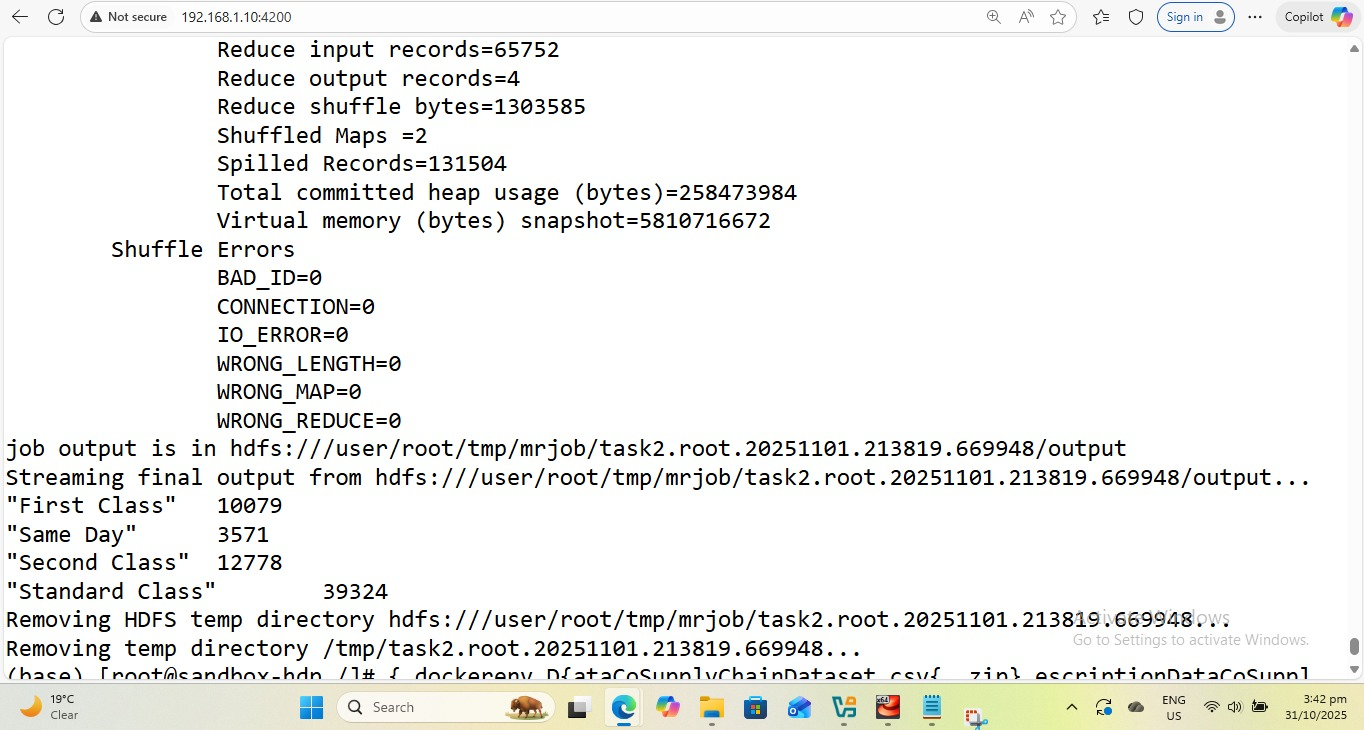 Not secure 192.168.1.10:4200 Sign in Copilot
Reduce input records=65752
Reduce output records=4
Reduce shuffle bytes=1303585
Shuffled Maps =2
Spilled Records=131504
Total committed heap usage (bytes)=258473984
Virtual memory (bytes) snapshot=5810716672
Shuffle Errors
BAD_ID=0
CONNECTION=0
IO_ERROR=0
WRONG_LENGTH=0
WRONG_MAP=0
WRONG_REDUCE=0
job output is in hdfs:///user/root/tmp/mrjob/task2.root.20251101.213819.669948/output
Streaming final output from hdfs:///user/root/tmp/mrjob/task2.root.20251101.213819.669948/output...
"First Class" 10079
"Same Day" 3571
"Second Class" 12778
"Standard Class" 39324
Removing HDFS temp directory hdfs:///user/root/tmp/mrjob/task2.root.20251101.213819.669948...
Activate Windows
Removing temp directory /tmp/task2.root.20251101.213819.669948...
Go to Settings to activate Windows.
(base) [root@sandbox-hdp /]# {
19°C
Clear
Search
ENG
US
3:42 pm
31/10/2025